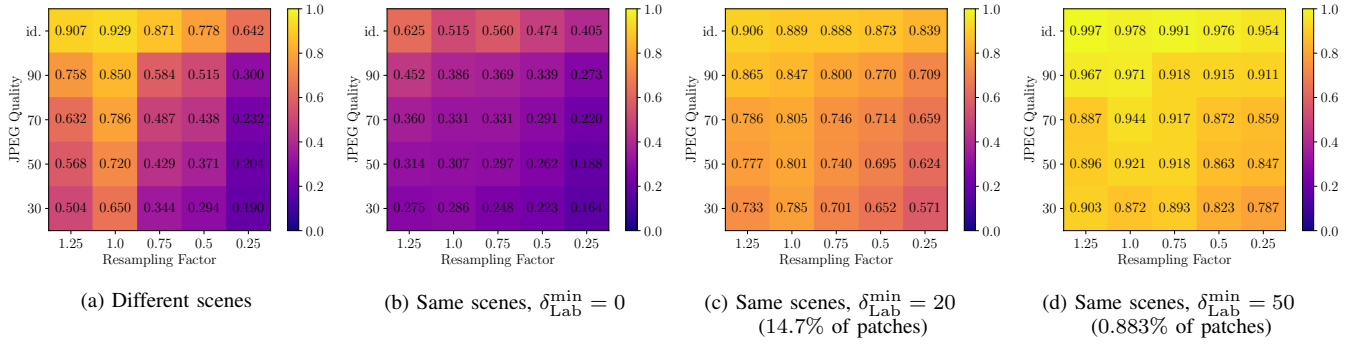 JPEG Quality
id.
90
70
50
30
0.907 0.929 0.871 0.778 0.642
0.758 0.850 0.584 0.515 0.300
0.632 0.786 0.487 0.438 0.232
0.568 0.720 0.429 0.371 0.204
0.504 0.650 0.344 0.294 0.190
1.25 1.0 0.75 0.5 0.25
Resampling Factor
1.0
0.8
0.6
0.4
0.2
0.0
(a) Different scenes
JPEG Quality
id.
90
70
50
30
0.625 0.515 0.560 0.474 0.405
0.452 0.386 0.369 0.339 0.273
0.360 0.331 0.331 0.291 0.220
0.314 0.307 0.297 0.262 0.188
0.275 0.286 0.248 0.223 0.164
1.25 1.0 0.75 0.5 0.25
Resampling Factor
1.0
0.8
0.6
0.4
0.2
0.0
(b) Same scenes, δ_Lab^min = 0
JPEG Quality
id.
90
70
50
30
0.906 0.889 0.888 0.873 0.839
0.865 0.847 0.800 0.770 0.709
0.786 0.805 0.746 0.714 0.659
0.777 0.801 0.740 0.695 0.624
0.733 0.785 0.701 0.652 0.571
1.25 1.0 0.75 0.5 0.25
Resampling Factor
1.0
0.8
0.6
0.4
0.2
0.0
(c) Same scenes, δ_Lab^min = 20
(14.7% of patches)
JPEG Quality
id.
90
70
50
30
0.997 0.978 0.991 0.976 0.954
0.967 0.971 0.918 0.915 0.911
0.887 0.944 0.917 0.872 0.859
0.896 0.921 0.918 0.863 0.847
0.903 0.872 0.893 0.823 0.787
1.25 1.0 0.75 0.5 0.25
Resampling Factor
1.0
0.8
0.6
0.4
0.2
0.0
(d) Same scenes, δ_Lab^min = 50
(0.883% of patches)